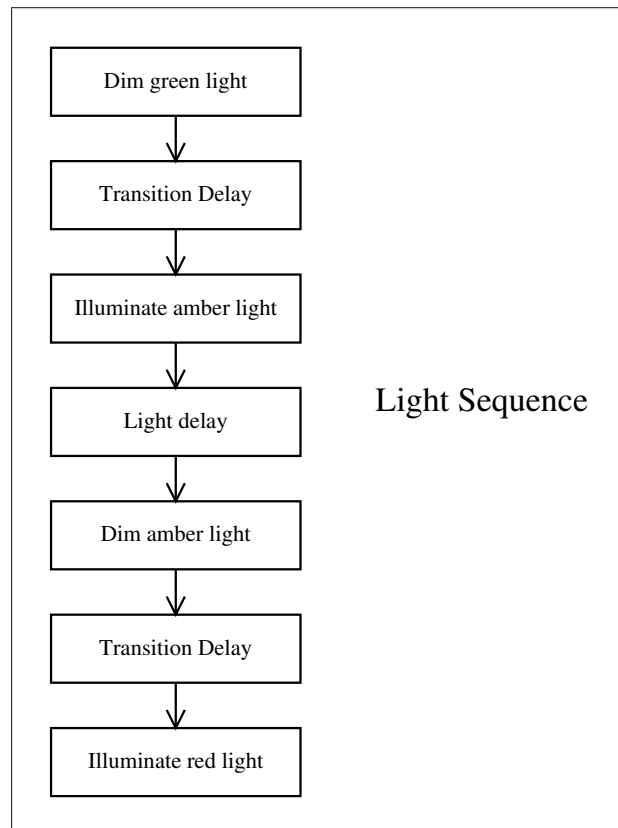 Dim green light
Transition Delay
Illuminate amber light
Light delay
Light Sequence
Dim amber light
Transition Delay
Illuminate red light